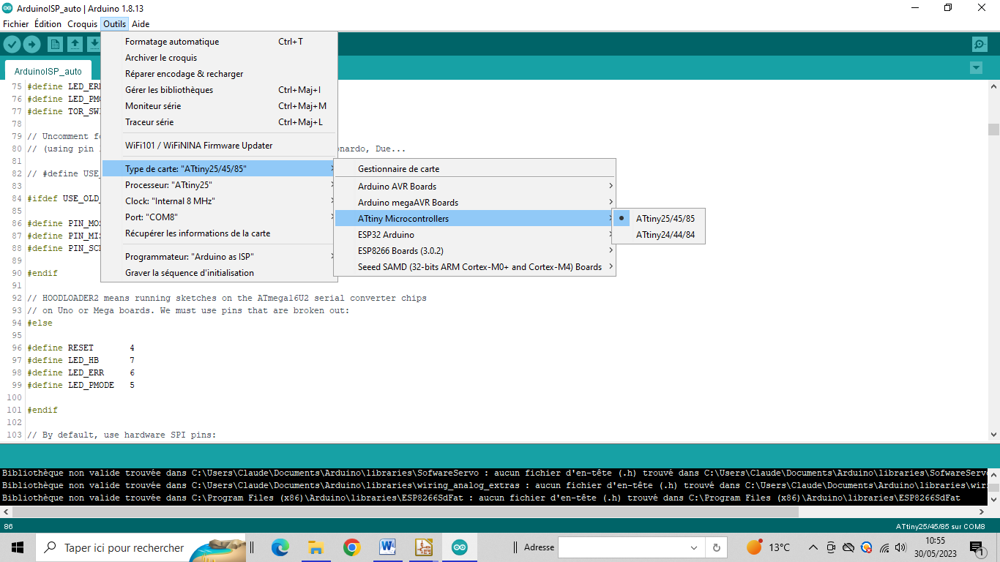 ArduinoISP_auto | Arduino 1.8.13
Fichier Édition Croquis Outils Aide
ArduinoISP_auto
Formatage automatique Ctrl+T
Archiver le croquis
Réparer encodage & recharger
Gérer les bibliothèques Ctrl+Maj+I
Moniteur série Ctrl+Maj+M
Traceur série Ctrl+Maj+L
WiFi101 / WiFiNINA Firmware Updater
Type de carte: "ATtiny25/45/85"
Processeur: "ATtiny25"
Clock: "Internal 8 MHz"
Port: "COM8"
Récupérer les informations de la carte
Programmateur: "Arduino as ISP"
Graver la séquence d'initialisation
Gestionnaire de carte
Arduino AVR Boards
Arduino megaAVR Boards
ATtiny Microcontrollers
ESP32 Arduino
ESP8266 Boards (3.0.2)
Seeed SAMD (32-bits ARM Cortex-M0+ and Cortex-M4) Boards
ATtiny25/45/85
ATtiny24/44/84
75 #define LED_ER
76 #define LED_PM
77 #define TOR_SW
78
79 // Uncomment f
80 // (using pin onardo, Due...
81
82 // #define USE_
83
84 #ifdef USE_OLD_
85
86 #define PIN_MO
87 #define PIN_MI
88 #define PIN_SC
89
90 #endif
91
92 // HOODLOADER2 means running sketches on the ATmega16U2 serial converter chips
93 // on Uno or Mega boards. We must use pins that are broken out:
94 #else
95
96 #define RESET 4
97 #define LED_HB 7
98 #define LED_ERR 6
99 #define LED_PMODE 5
100
101 #endif
102
103 // By default, use hardware SPI pins:
Bibliothèque non valide trouvée dans C:\Users\Claude\Documents\Arduino\libraries\SofwareServo : aucun fichier d'en-tête (.h) trouvé dans C:\Users\Claude\Documents\Arduino\libraries\SofwareServo
Bibliothèque non valide trouvée dans C:\Users\Claude\Documents\Arduino\libraries\wiring_analog_extras : aucun fichier d'en-tête (.h) trouvé dans C:\Users\Claude\Documents\Arduino\libraries\wiri
Bibliothèque non valide trouvée dans C:\Program Files (x86)\Arduino\libraries\ESP8266SdFat : aucun fichier d'en-tête (.h) trouvé dans C:\Program Files (x86)\Arduino\libraries\ESP8266SdFat
86 ATtiny25/45/85 sur COM8
Taper ici pour rechercher Adresse 13°C 10:55
30/05/2023 1